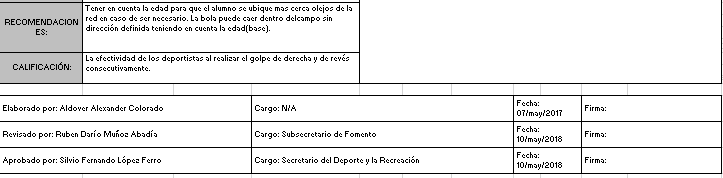 Tener en cuenta la edad para que el alumno se ubique mas cerca olejos de la
RECOMENDACION
ES:
red en caso de ser necesario. La bola puede caer dentro delcampo sin
dirección definida teniendo en cuenta la edad(base).
CALIFICACIÓN:
La efectividad de los deportistas al realizar el golpe de derecha y de revés
consecutivamente.
Elaborado por: Aldover Alexander Colorado
Cargo: N/A
Fecha:
07/may/2017
Firma:
Revisado por: Ruben Darío Muñoz Abadía
Cargo: Subsecretario de Fomento
Fecha:
10/may/2018
Firma:
Aprobado por: Silvio Fernando López Ferro
Cargo: Secretario del Deporte y la Recreación
Fecha:
10/may/2018
Firma: